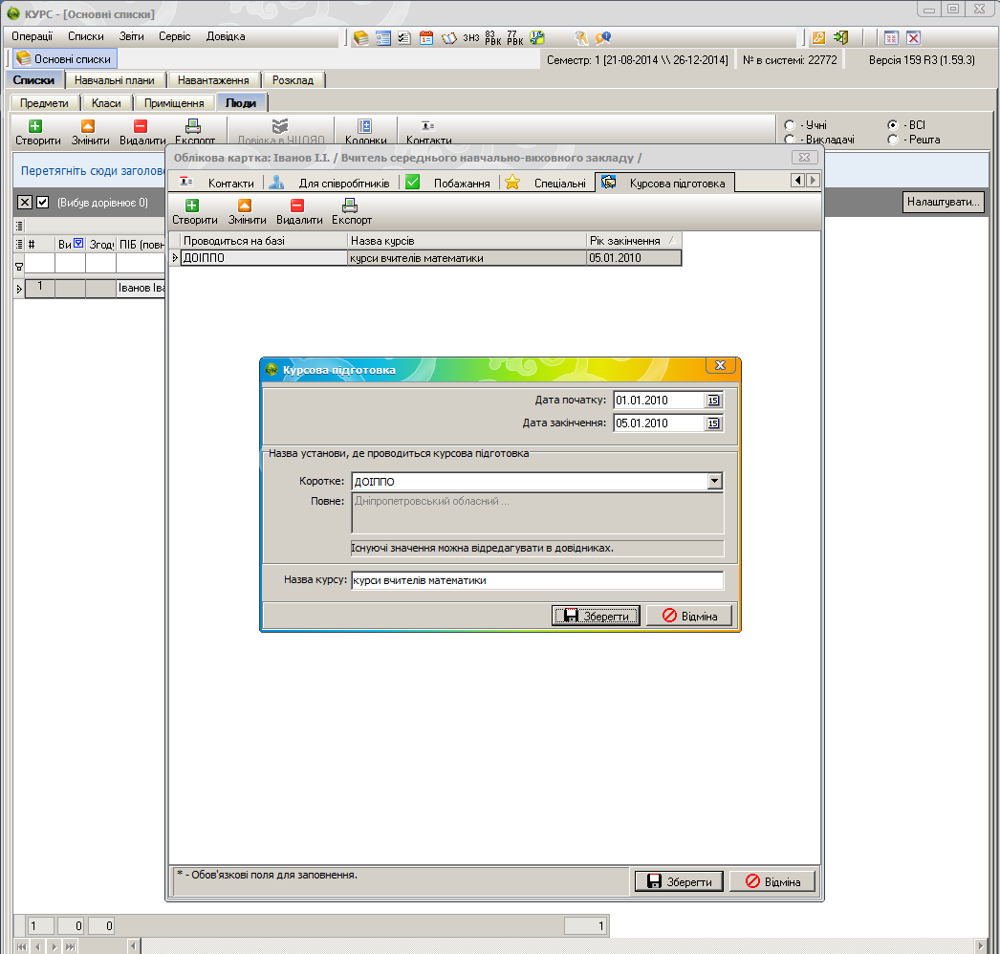 КУРС - [Основні списки]
Операції Списки Звіти Сервіс Довідка ЗНЗ 83 РВК 77 РВК
Основні списки Семестр: 1 [21-08-2014 \\ 26-12-2014] № в системі: 22772 Версія 159 R3 (1.59.3)
Списки Навчальні плани Навантаження Розклад
Предмети Класи Приміщення Люди
Створити Змінити Видалити Експорт Довідка в ЧЦОЯО Колонки Контакти
- Учні - ВСІ
- Викладачі - Решта
Облікова картка: Іванов І.І. / Вчитель середнього навчально-виховного закладу /
Перетягніть сюди заголов
Контакти Для співробітників Побажання Спеціальні Курсова підготовка
(Вибув дорівнює 0) Налаштувати...
Створити Змінити Видалити Експорт
# Ви Згод ПІБ (повн
Проводиться на базі Назва курсів Рік закінчення
ДОІППО курси вчителів математики 05.01.2010
1 Іванов Іва
Курсова підготовка
Дата початку: 01.01.2010 15
Дата закінчення: 05.01.2010 15
Назва установи, де проводиться курсова підготовка
Коротке: ДОІППО
Повне: Дніпропетровський обласний ...
Існуючі значення можна відредагувати в довідниках.
Назва курсу: курси вчителів математики
Зберегти Відміна
* - Обов'язкові поля для заповнення.
Зберегти Відміна
1 0 0 1